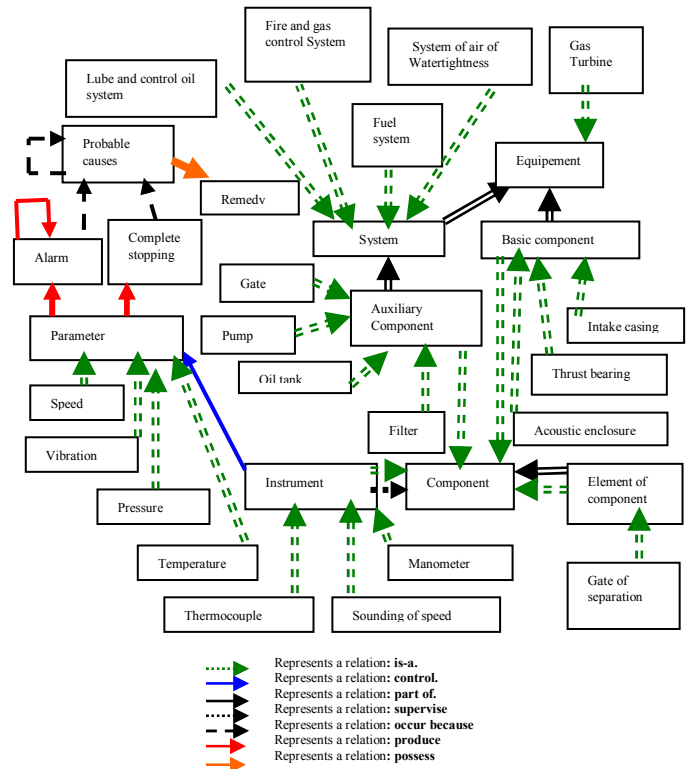 Fire and gas
control System
System of air of
Watertightness
Gas
Turbine
Lube and control oil
system
Fuel
system
Probable
causes
Equipement
Remedv
System
Basic component
Alarm
Complete
stopping
Gate
Auxiliary
Component
Intake casing
Parameter
Pump
Thrust bearing
Oil tank
Speed
Filter
Acoustic enclosure
Vibration
Instrument
Component
Element of
component
Pressure
Temperature
Manometer
Gate of
separation
Thermocouple
Sounding of speed
Represents a relation: is-a.
Represents a relation: control.
Represents a relation: part of.
Represents a relation: supervise
Represents a relation: occur because
Represents a relation: produce
Represents a relation: possess